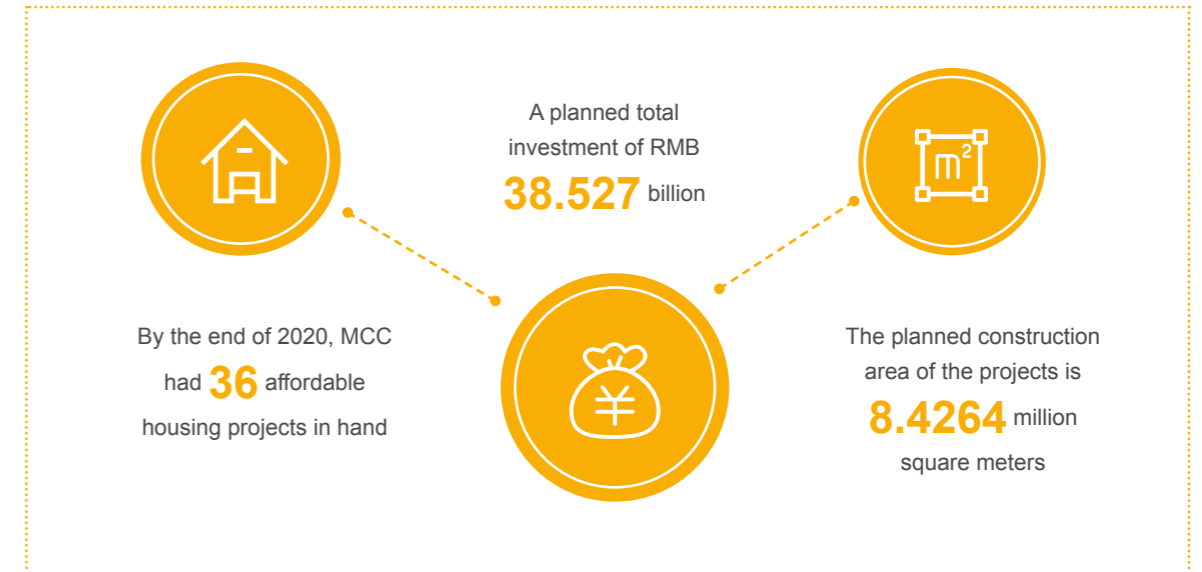 By the end of 2020, MCC
had 36 affordable
housing projects in hand
A planned total
investment of RMB
38.527 billion
m²
The planned construction
area of the projects is
8.4264 million
square meters